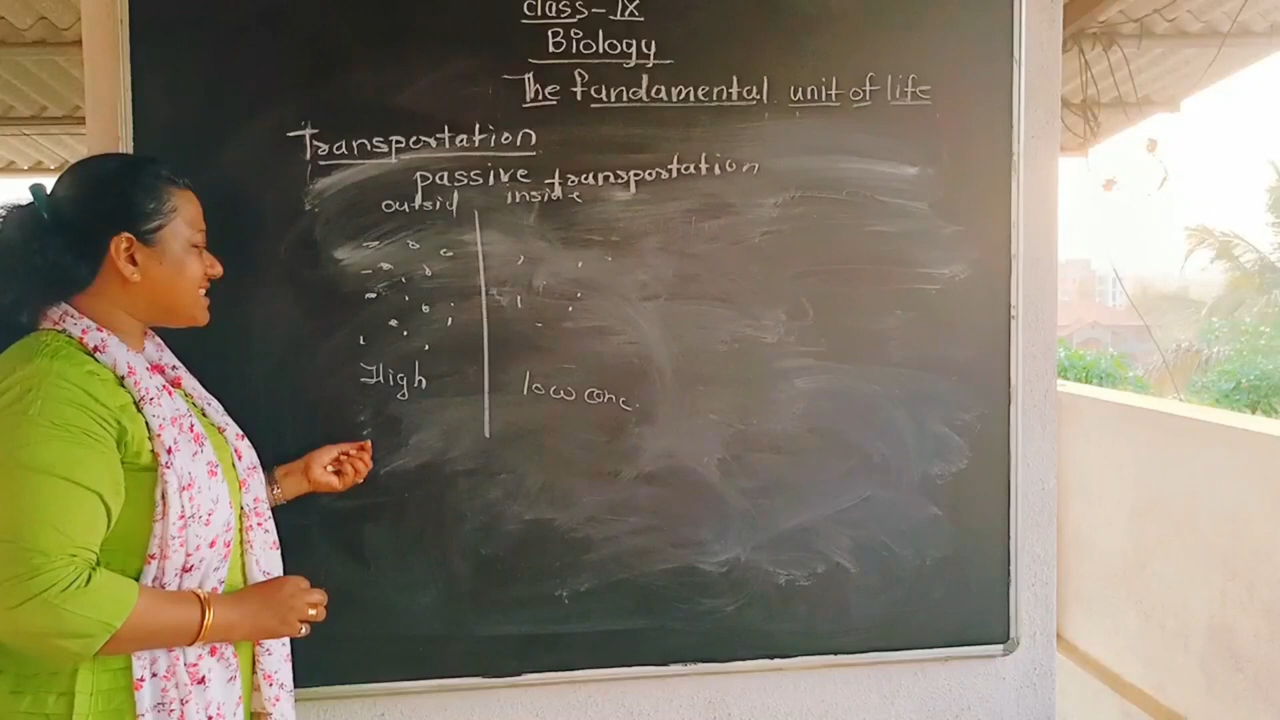 class-IX
Biology
The fundamental unit of life
Transportation
passive transportation
outsid inside
High low conc.